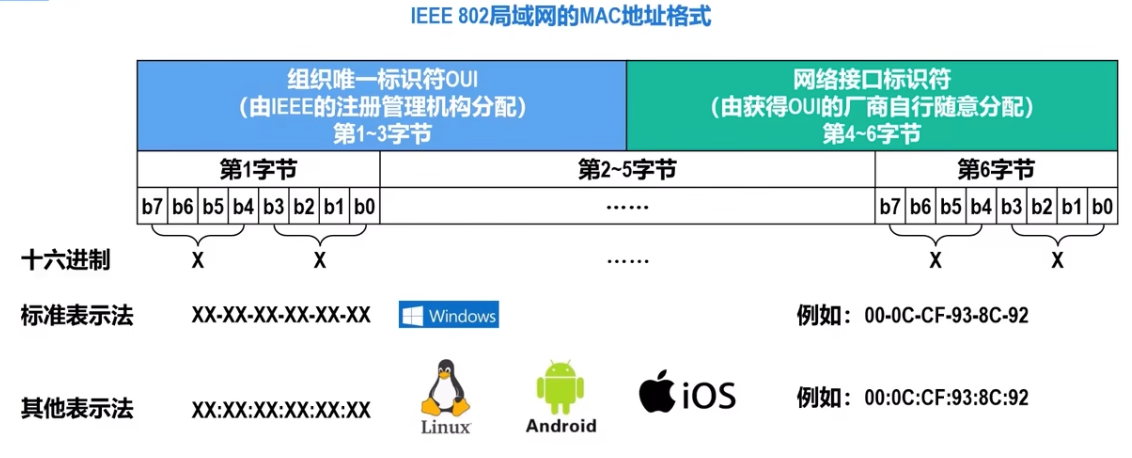 IEEE 802局域网的MAC地址格式
组织唯一标识符OUI
（由IEEE的注册管理机构分配）
第1~3字节
网络接口标识符
（由获得OUI的厂商自行随意分配）
第4~6字节
第1字节 第2~5字节 第6字节
b7 b6 b5 b4 b3 b2 b1 b0 …… b7 b6 b5 b4 b3 b2 b1 b0
十六进制 X X …… X X
标准表示法 XX-XX-XX-XX-XX-XX Windows 例如：00-0C-CF-93-8C-92
其他表示法 XX:XX:XX:XX:XX:XX Linux Android iOS 例如：00:0C:CF:93:8C:92